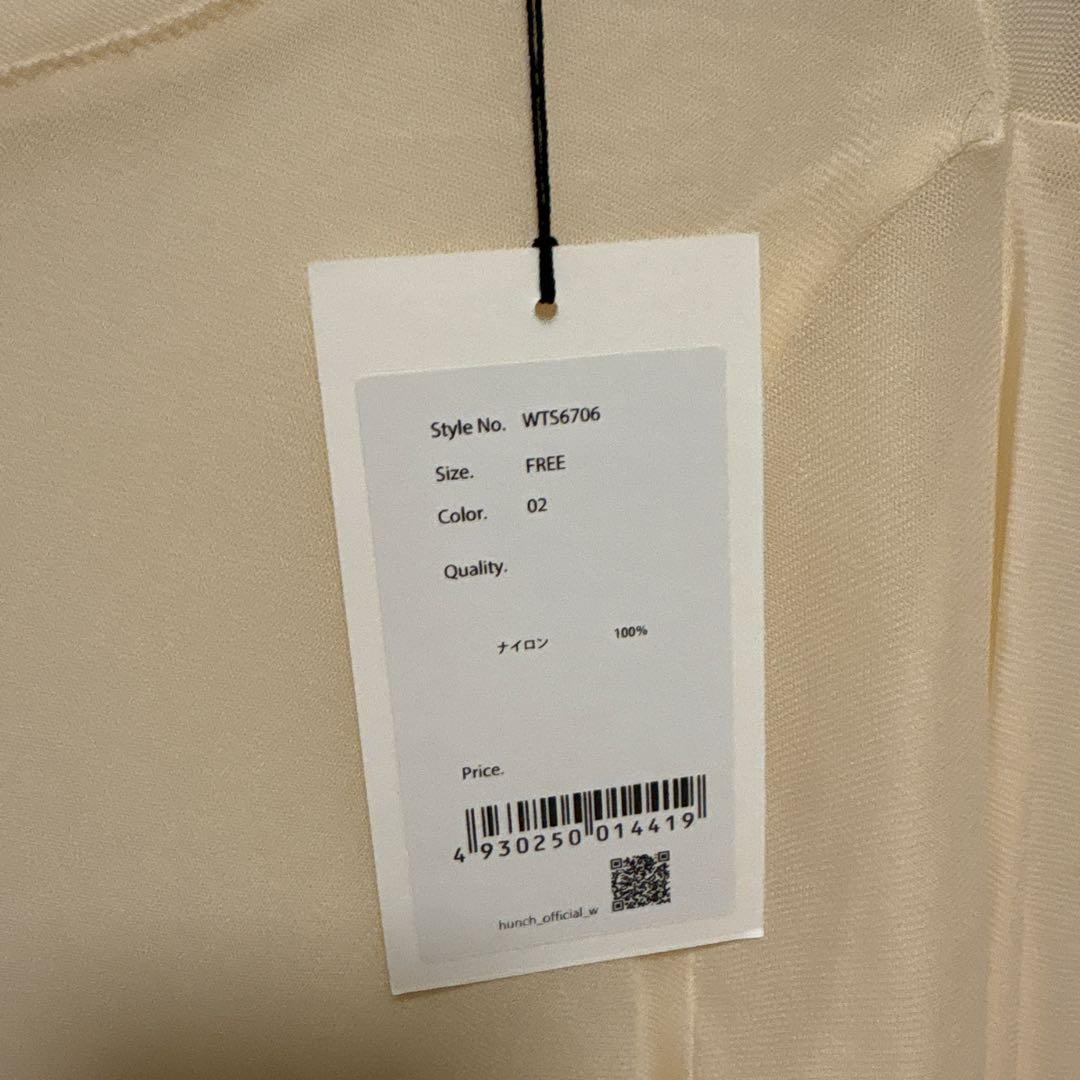 Style No. WTS6706
Size. FREE
Color. 02
Quality.
ナイロン 100%
Price.
4 930250 014419
hunch_official_w